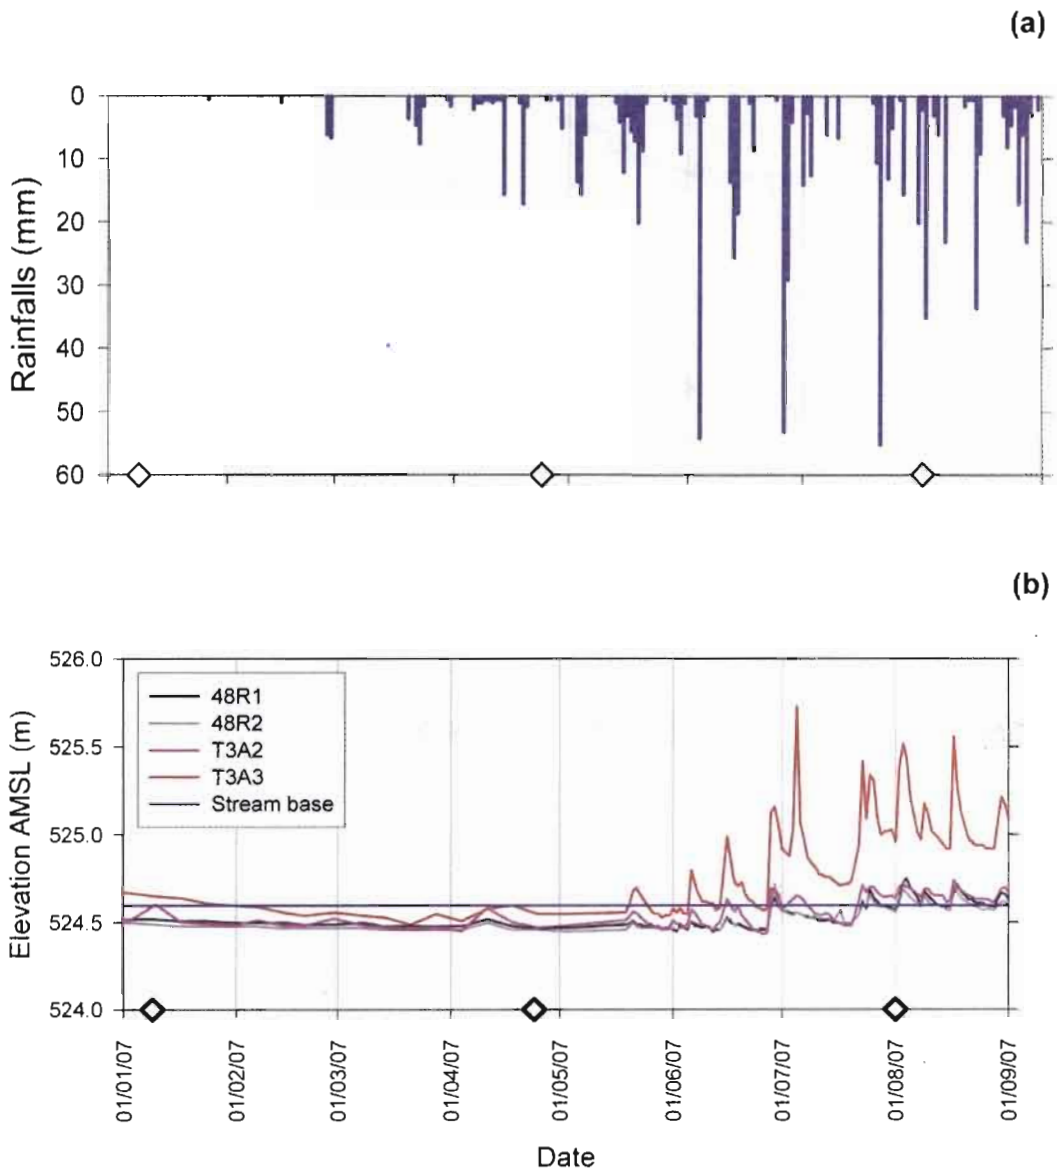 (a)
0
10
20
30
40
50
60
Rainfalls (mm)
(b)
526.0
525.5
525.0
524.5
524.0
Elevation AMSL (m)
48R1
48R2
T3A2
T3A3
Stream base
01/01/07
01/02/07
01/03/07
01/04/07
01/05/07
01/06/07
01/07/07
01/08/07
01/09/07
Date